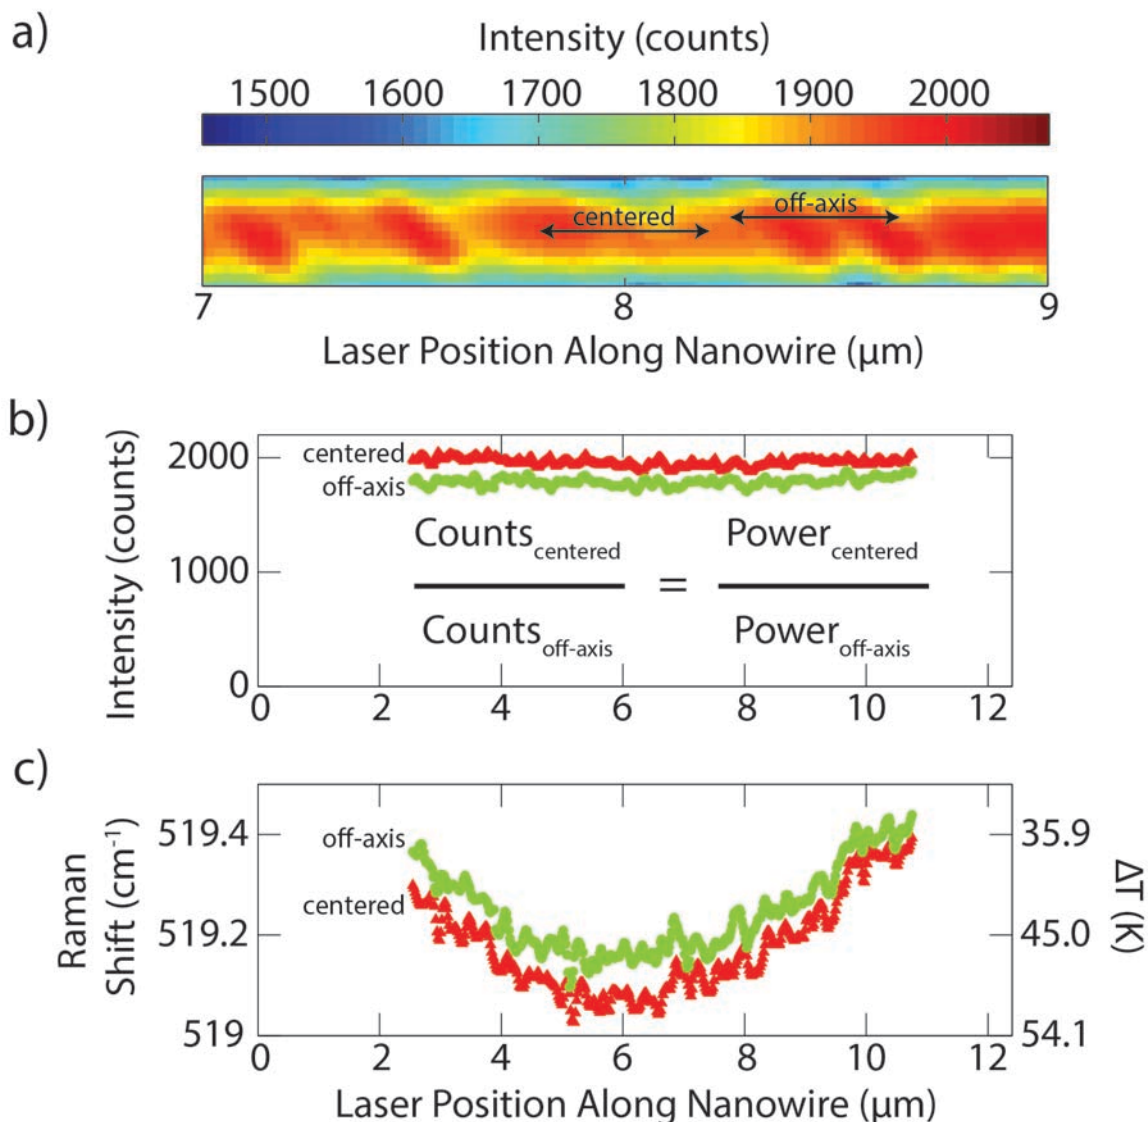 a)
Intensity (counts)
1500 1600 1700 1800 1900 2000
centered
off-axis
7 8 9
Laser Position Along Nanowire (μm)
b)
Intensity (counts)
2000
1000
0
centered
off-axis
Counts_centered
Counts_off-axis
=
Power_centered
Power_off-axis
0 2 4 6 8 10 12
c)
Raman
Shift (cm⁻¹)
519.4
519.2
519
off-axis
centered
35.9
45.0
54.1
ΔT (K)
0 2 4 6 8 10 12
Laser Position Along Nanowire (μm)